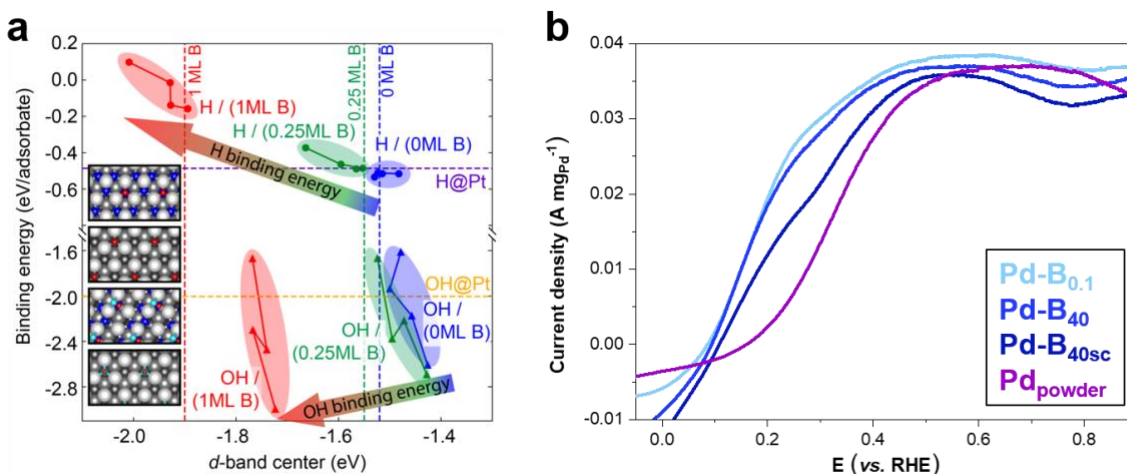 a
Binding energy (eV/adsorbate)
0.2
0.0
-0.2
-0.4
-0.6
-1.6
-2.0
-2.4
-2.8
-2.0
-1.8
-1.6
-1.4
d-band center (eV)
1 ML B
0.25 ML B
0 ML B
H / (1ML B)
H / (0.25ML B)
H / (0ML B)
H binding energy
H@Pt
OH@Pt
OH /
(0ML B)
OH /
(0.25ML B)
OH /
(1ML B)
OH binding energy
b
Current density (A mgPd⁻¹)
0.04
0.03
0.02
0.01
0.00
-0.01
0.0
0.2
0.4
0.6
0.8
E (vs. RHE)
Pd-B0.1
Pd-B40
Pd-B40sc
Pdpowder